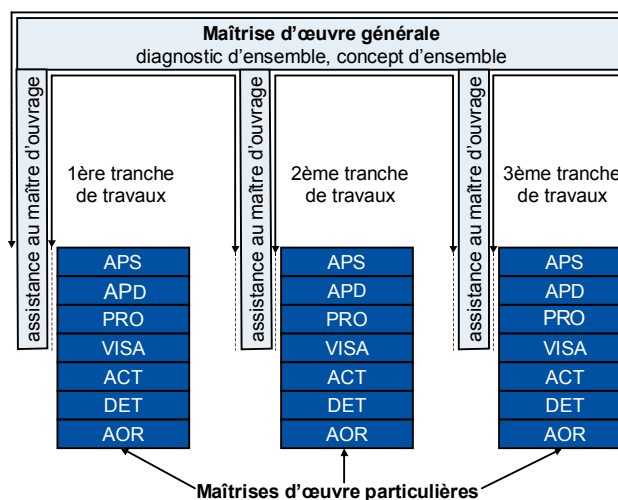 Maîtrise d’œuvre générale
diagnostic d’ensemble, concept d’ensemble
assistance au maître d’ouvrage
1ère tranche
de travaux
APS
APD
PRO
VISA
ACT
DET
AOR
assistance au maître d’ouvrage
2ème tranche
de travaux
APS
APD
PRO
VISA
ACT
DET
AOR
assistance au maître d’ouvrage
3ème tranche
de travaux
APS
APD
PRO
VISA
ACT
DET
AOR
Maîtrises d’œuvre particulières